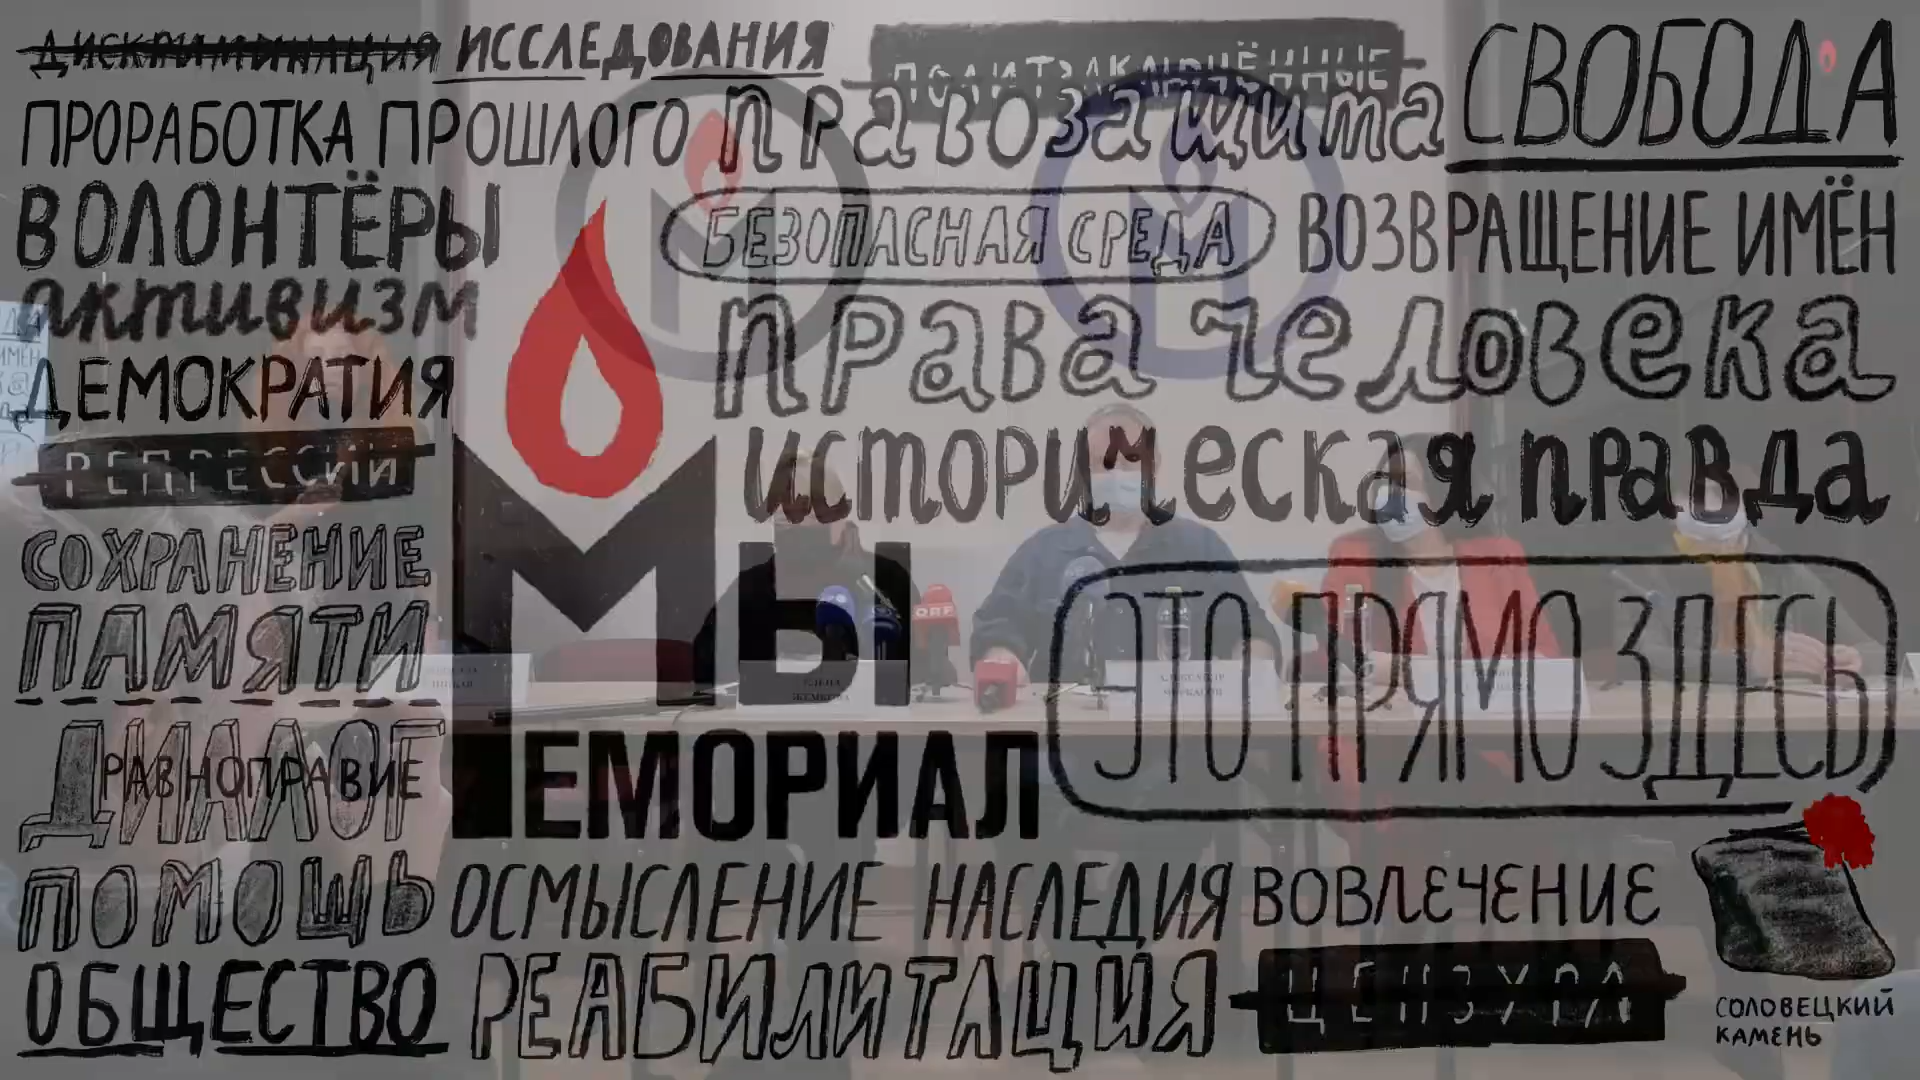 ДИСКРИМИНАЦИЯ ИССЛЕДОВАНИЯ
ПОЛИТЗАКЛЮЧЁННЫЕ
СВОБОДА
ПРОРАБОТКА ПРОШЛОГО
правозащита
ВОЛОНТЁРЫ
БЕЗОПАСНАЯ СРЕДА
ВОЗВРАЩЕНИЕ ИМЁН
активизм
права человека
ДЕМОКРАТИЯ
РЕПРЕССИИ
историческая правда
СОХРАНЕНИЕ
ПАМЯТИ
МЫ
МЕМОРИАЛ
ЭТО ПРЯМО ЗДЕСЬ
ORF
ДИАЛОГ
РАВНОПРАВИЕ
ПОМОЩЬ
ОСМЫСЛЕНИЕ НАСЛЕДИЯ
ВОВЛЕЧЕНИЕ
ОБЩЕСТВО
РЕАБИЛИТАЦИЯ
ЦЕНЗУРА
СОЛОВЕЦКИЙ
КАМЕНЬ